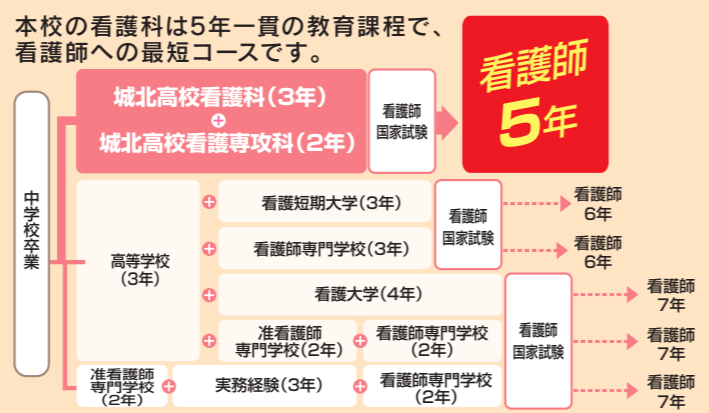 本校の看護科は5年一貫の教育課程で、
看護師への最短コースです。
中学校卒業
城北高校看護科（3年）
+
城北高校看護専攻科（2年）
看護師
国家試験
看護師
5年
高等学校
（3年）
+
看護短期大学（3年）
+
看護師専門学校（3年）
看護師
国家試験
看護師
6年
看護師
6年
+
看護大学（4年）
+
准看護師
専門学校（2年）
+
看護師専門学校
（2年）
准看護師
専門学校
（2年）
+
実務経験（3年）
+
看護師専門学校
（2年）
看護師
国家試験
看護師
7年
看護師
7年
看護師
7年